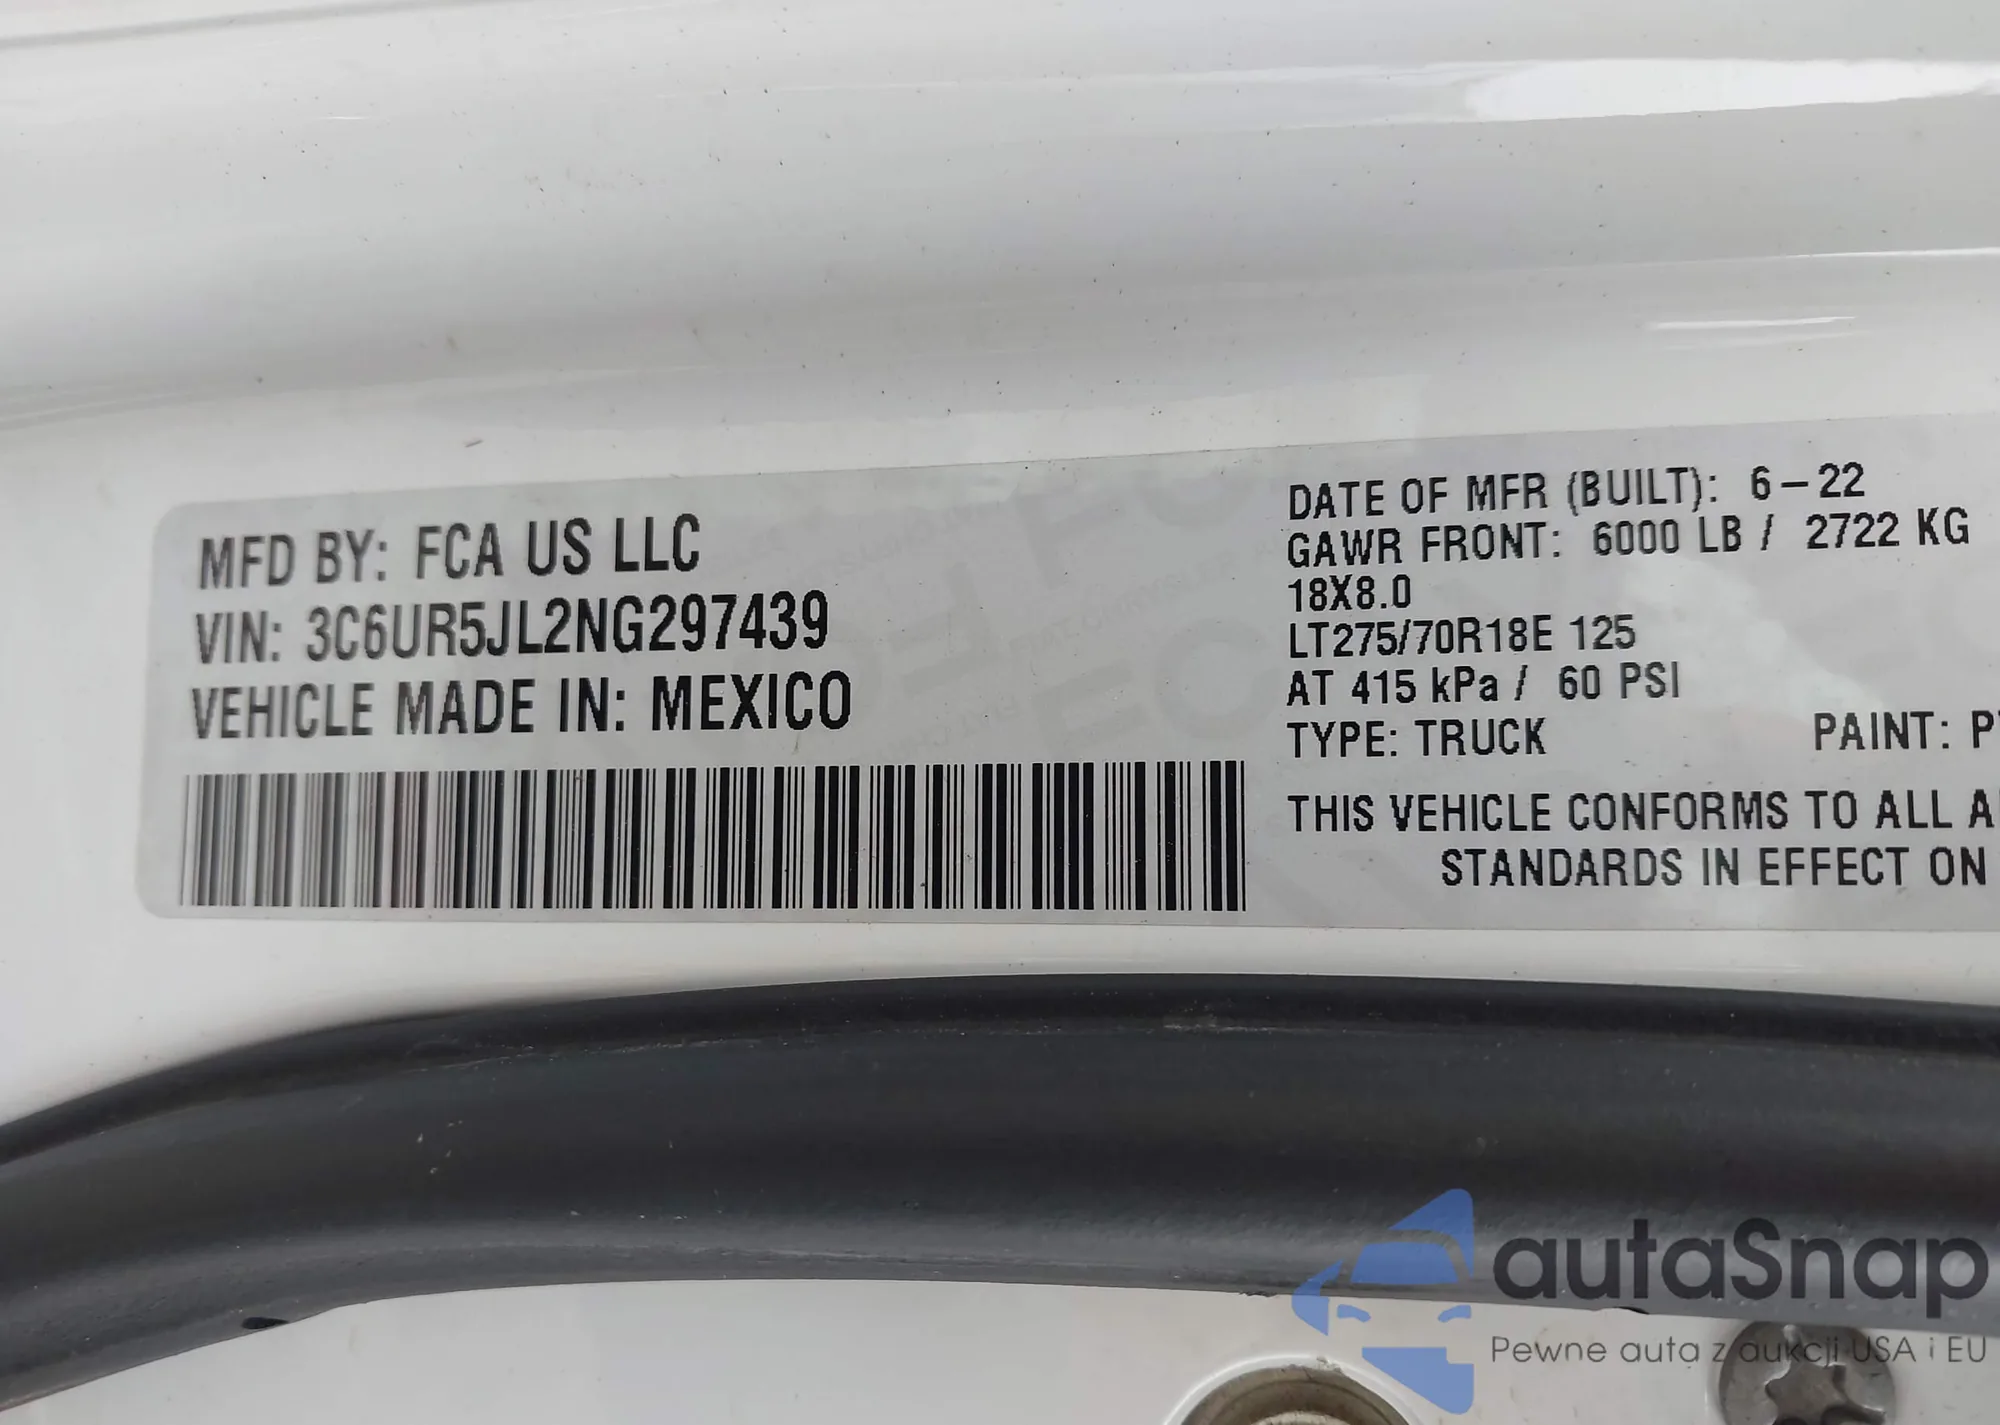 MFD BY: FCA US LLC
VIN: 3C6UR5JL2NG297439
VEHICLE MADE IN: MEXICO
DATE OF MFR (BUILT): 6-22
GAWR FRONT: 6000 LB / 2722 KG
18X8.0
LT275/70R18E 125
AT 415 kPa / 60 PSI
TYPE: TRUCK PAINT: P
THIS VEHICLE CONFORMS TO ALL A
STANDARDS IN EFFECT ON
autaSnap
Pewne auta z aukcji USA i EU